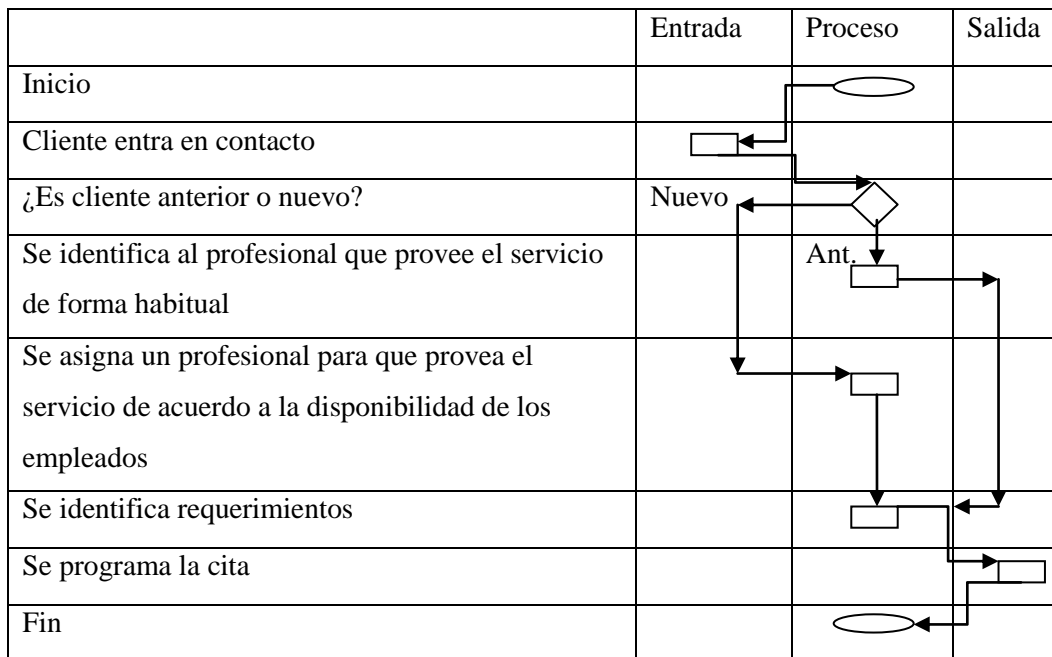 Entrada Proceso Salida
Inicio
Cliente entra en contacto
¿Es cliente anterior o nuevo? Nuevo
Se identifica al profesional que provee el servicio Ant.
de forma habitual
Se asigna un profesional para que provea el
servicio de acuerdo a la disponibilidad de los
empleados
Se identifica requerimientos
Se programa la cita
Fin